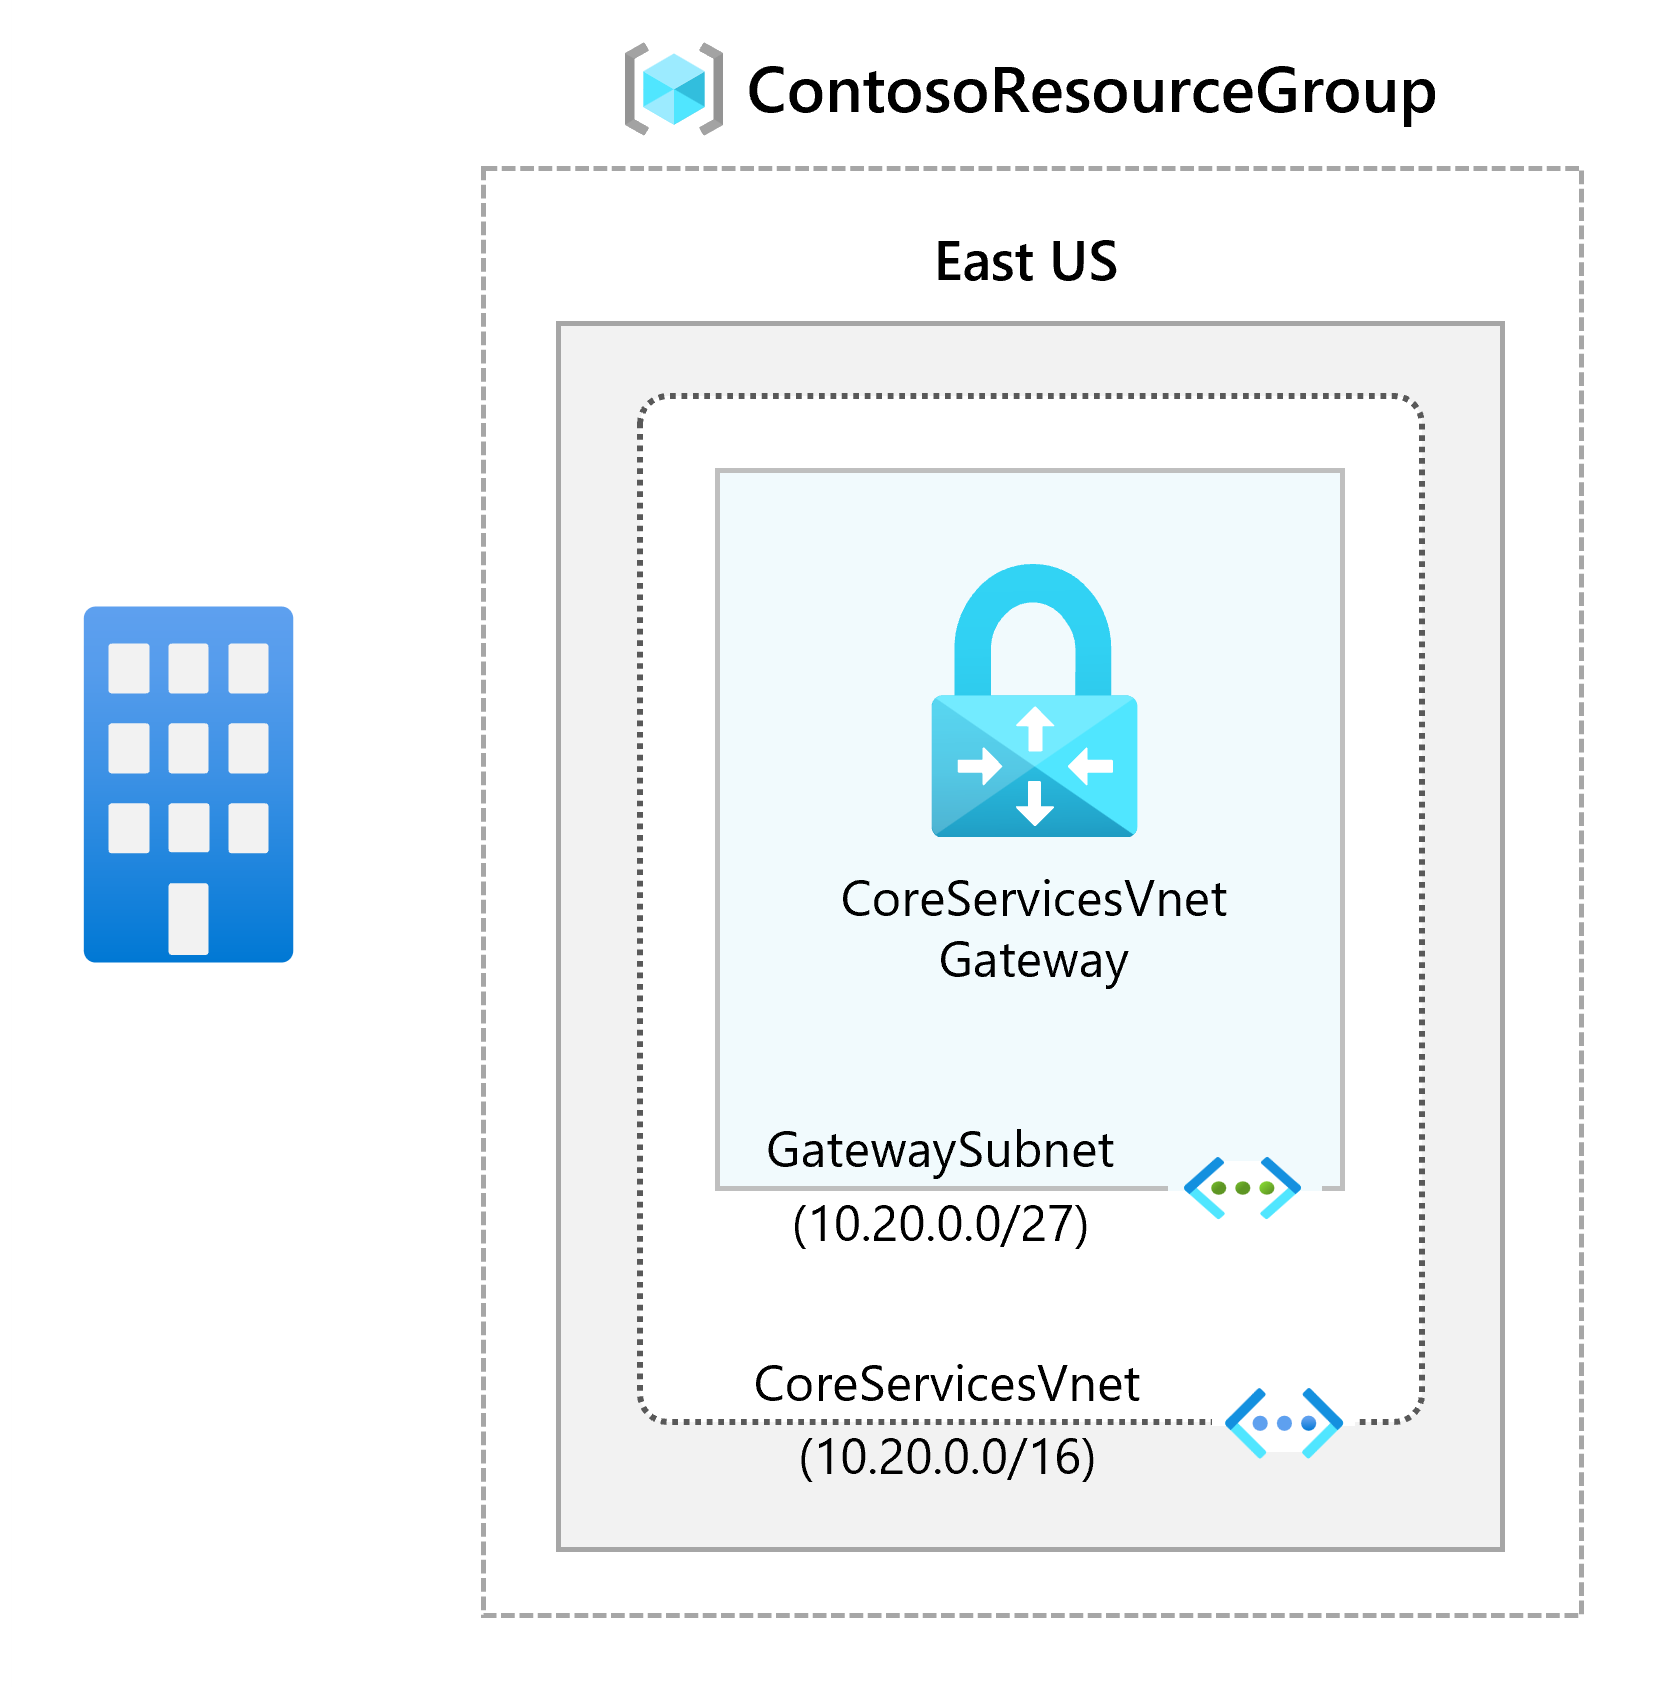 ContosoResourceGroup
East US
CoreServicesVnet
Gateway
GatewaySubnet
(10.20.0.0/27)
CoreServicesVnet
(10.20.0.0/16)